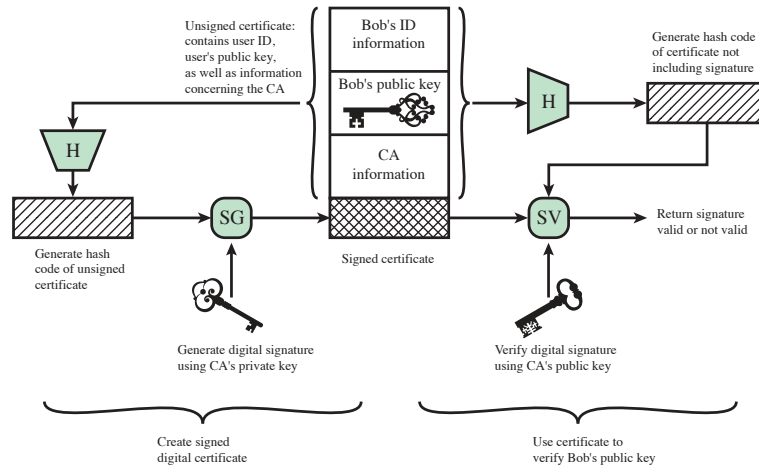 Unsigned certificate:
contains user ID,
user's public key,
as well as information
concerning the CA
Bob's ID
information
Bob's public key
CA
information
Generate hash code
of certificate not
including signature
H
H
SG
SV
Return signature
valid or not valid
Generate hash
code of unsigned
certificate
Signed certificate
Generate digital signature
using CA's private key
Verify digital signature
using CA's public key
Create signed
digital certificate
Use certificate to
verify Bob's public key